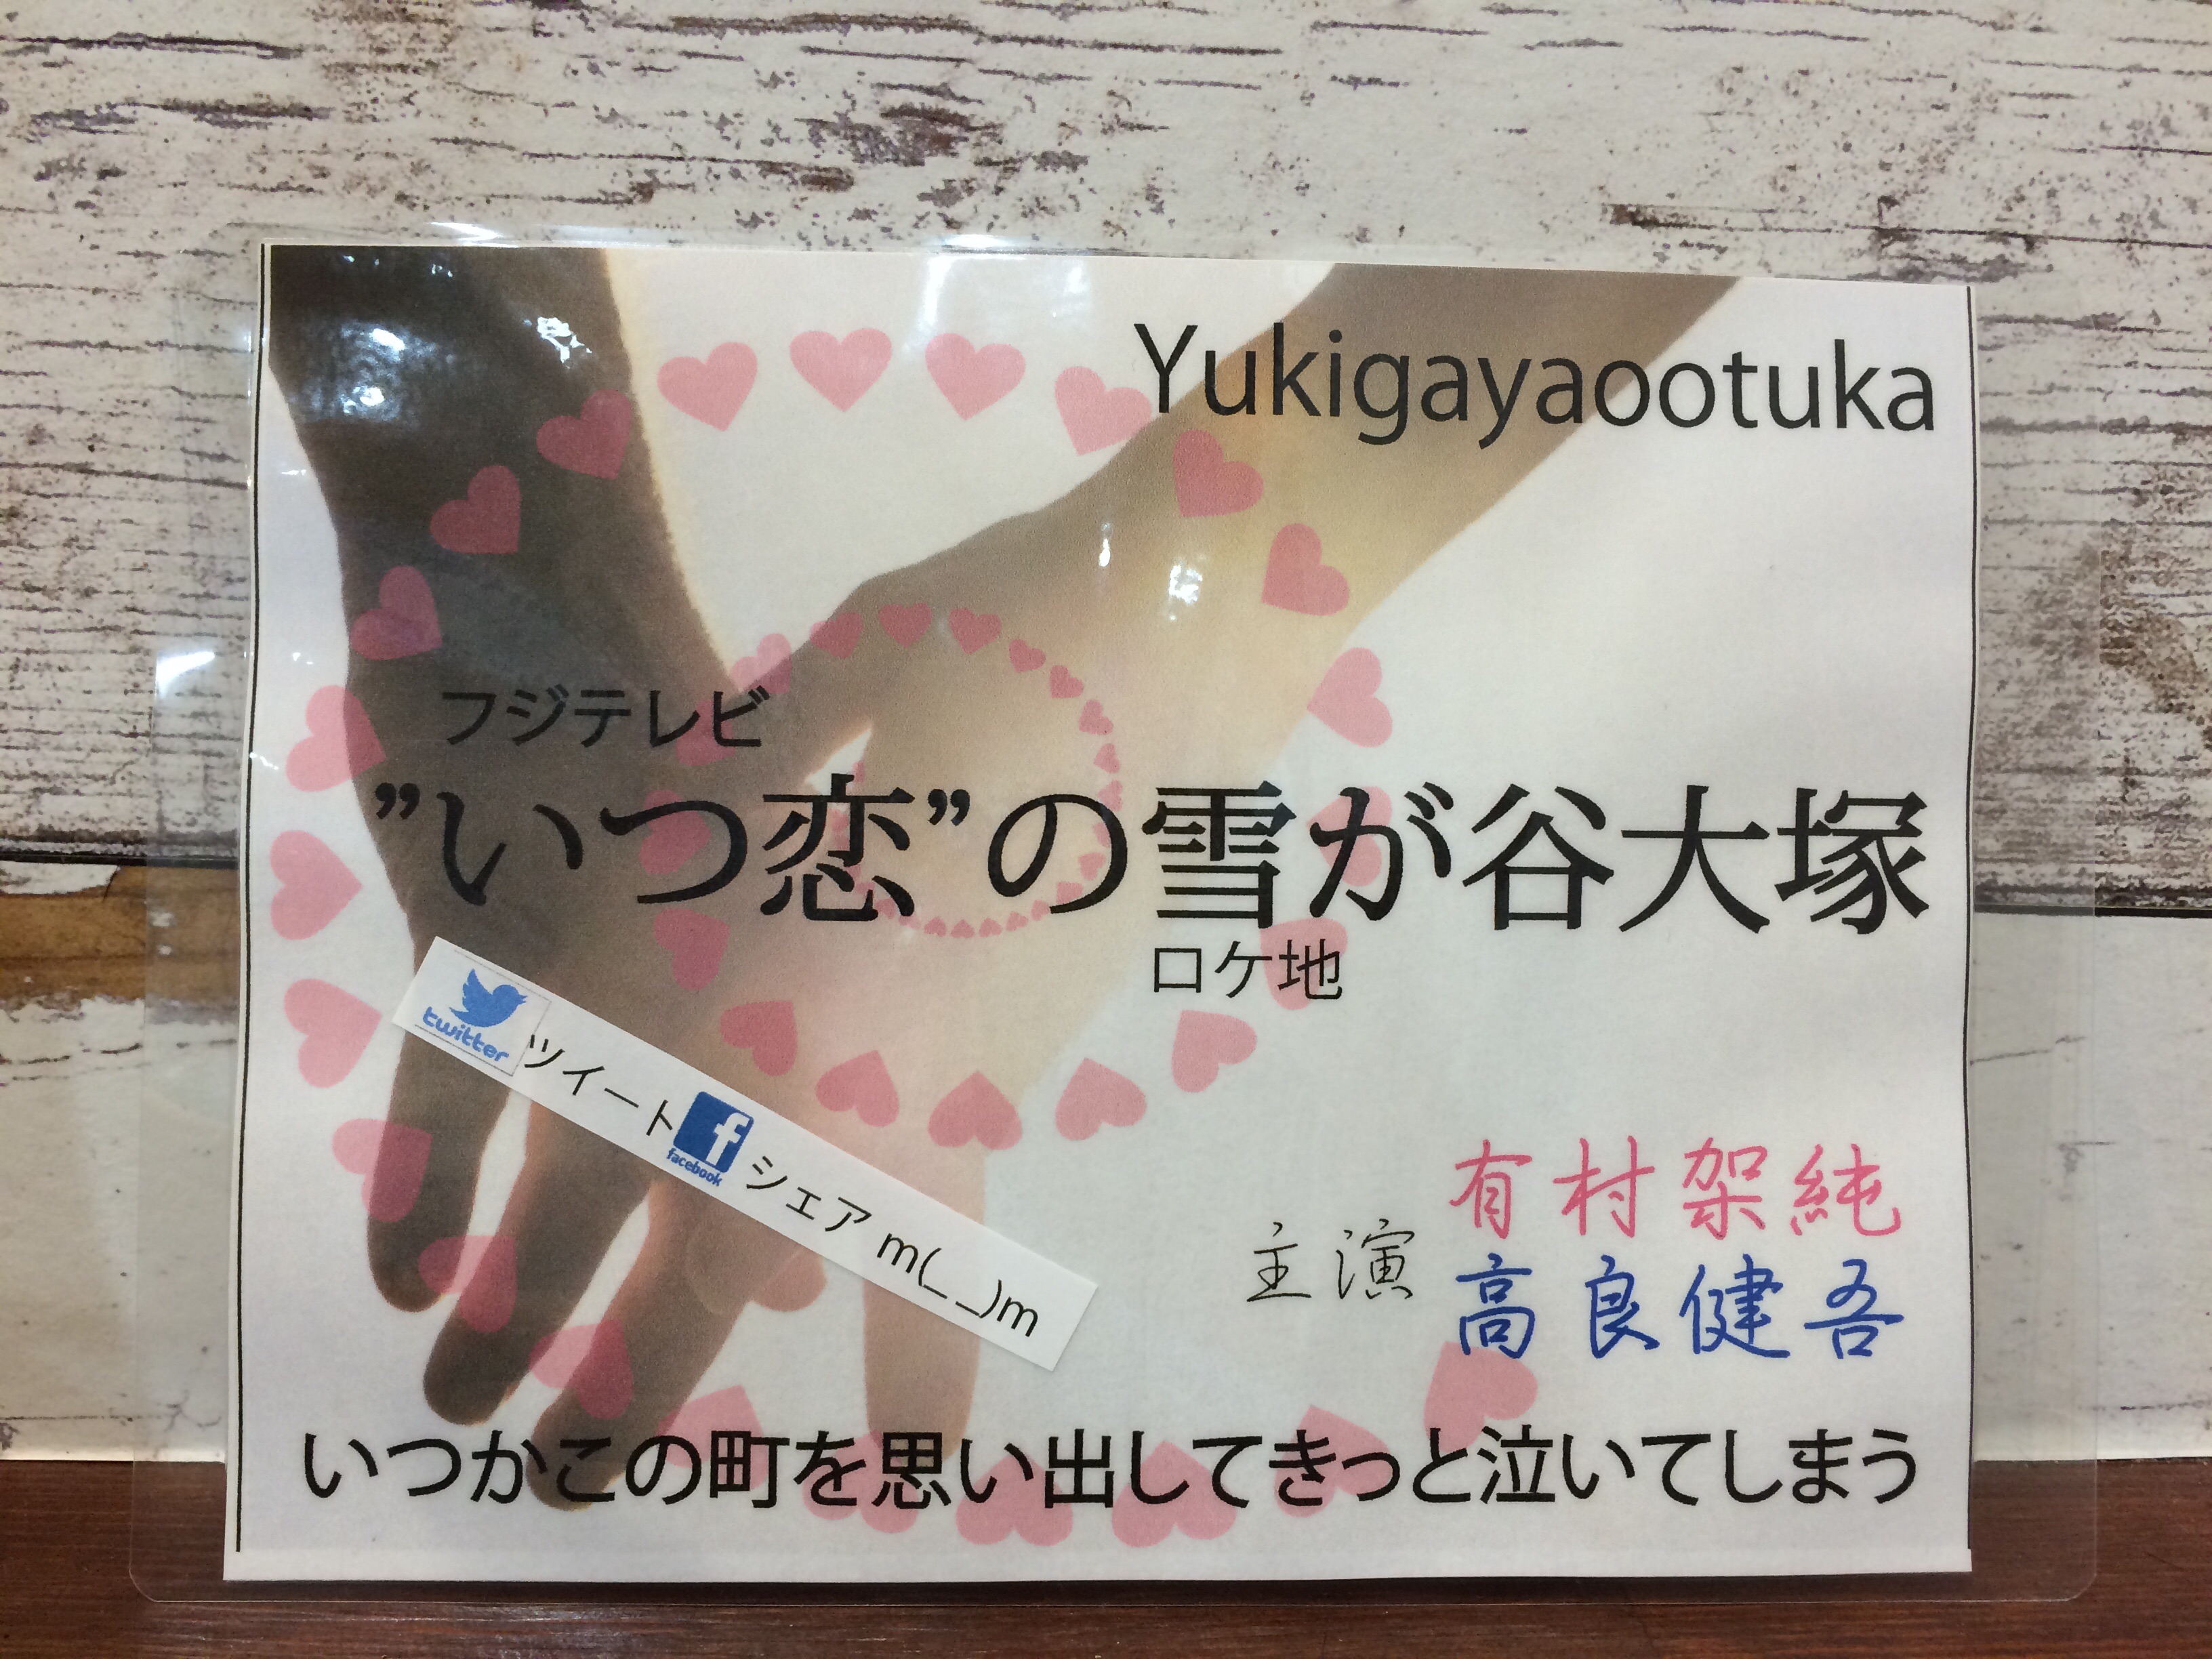 Yukigayaootuka
フジテレビ
”いつ恋”の雪が谷大塚
ロケ地
twitter ツイート facebook シェア m(_ _)m
主演
有村架純
高良健吾
いつかこの町を思い出してきっと泣いてしまう